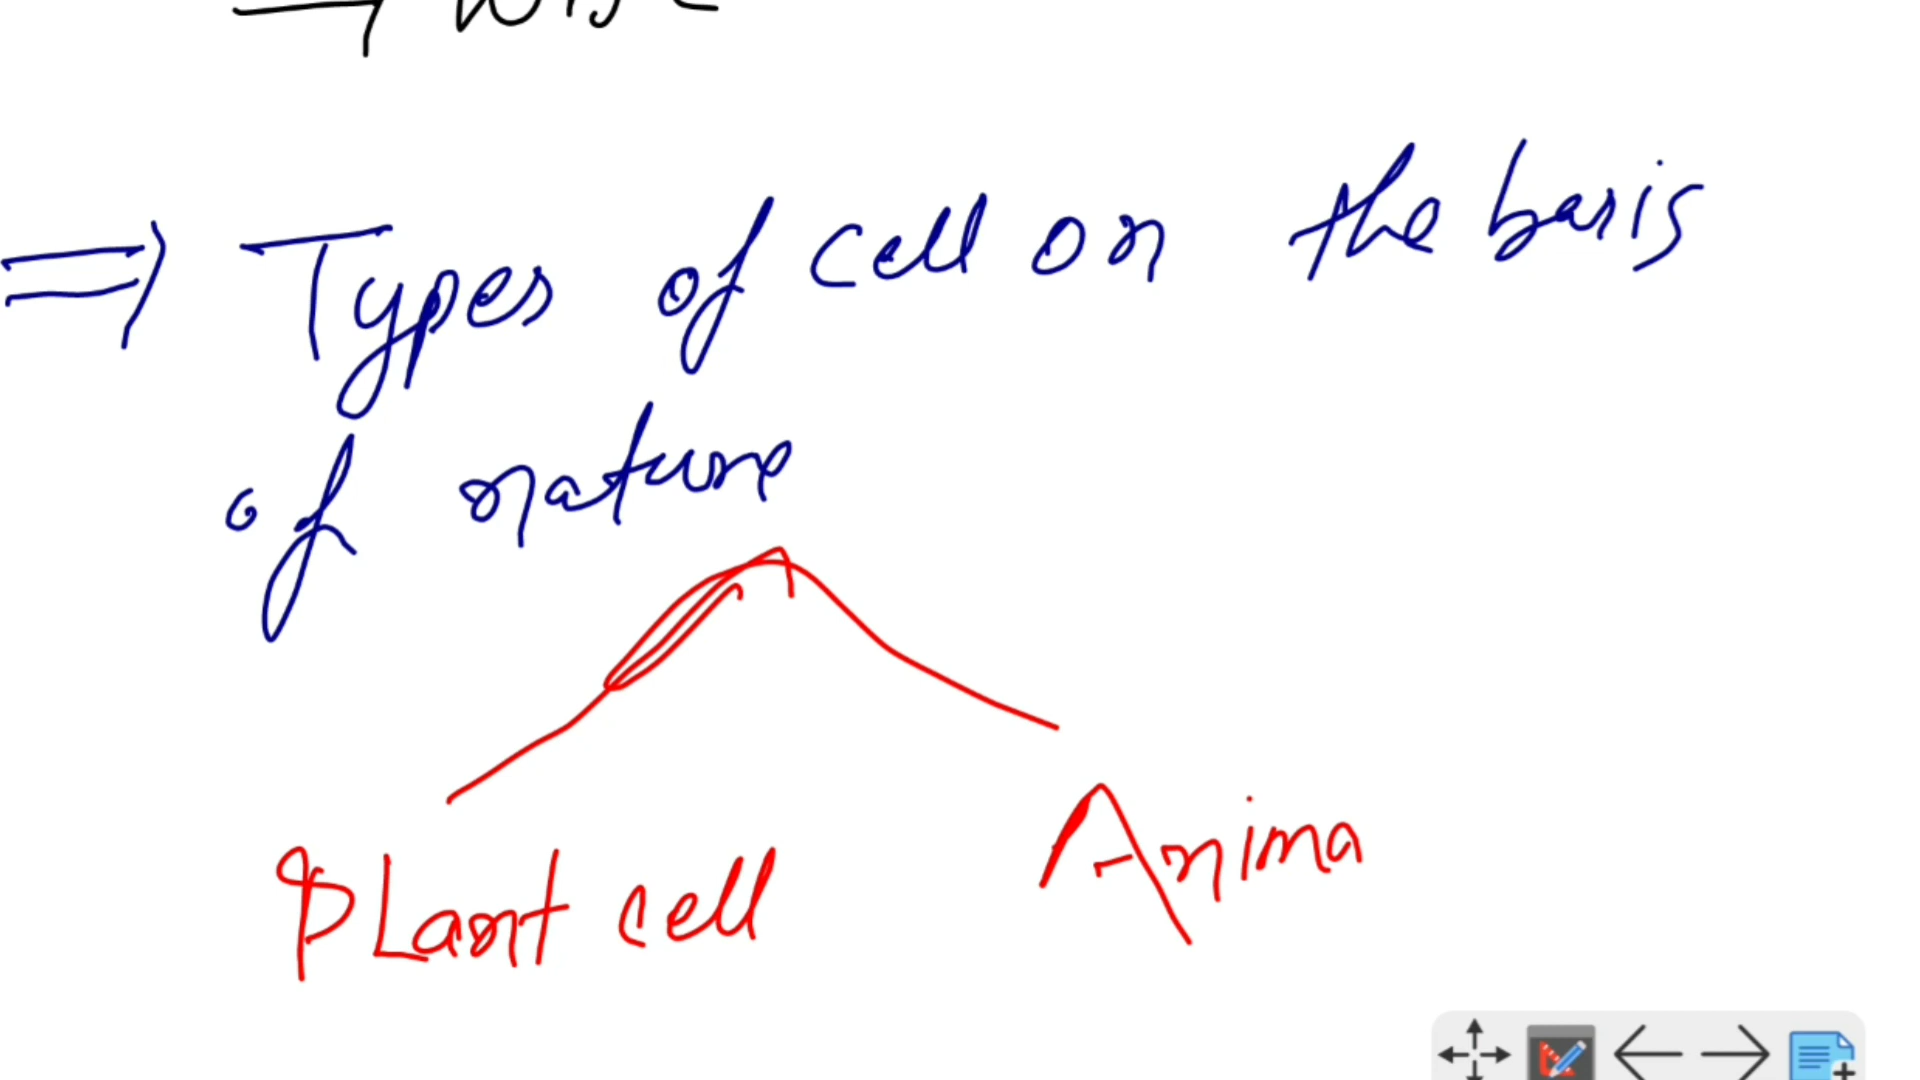 ⇒ Types of cell on the basis
of nature
Plant cell
Anima